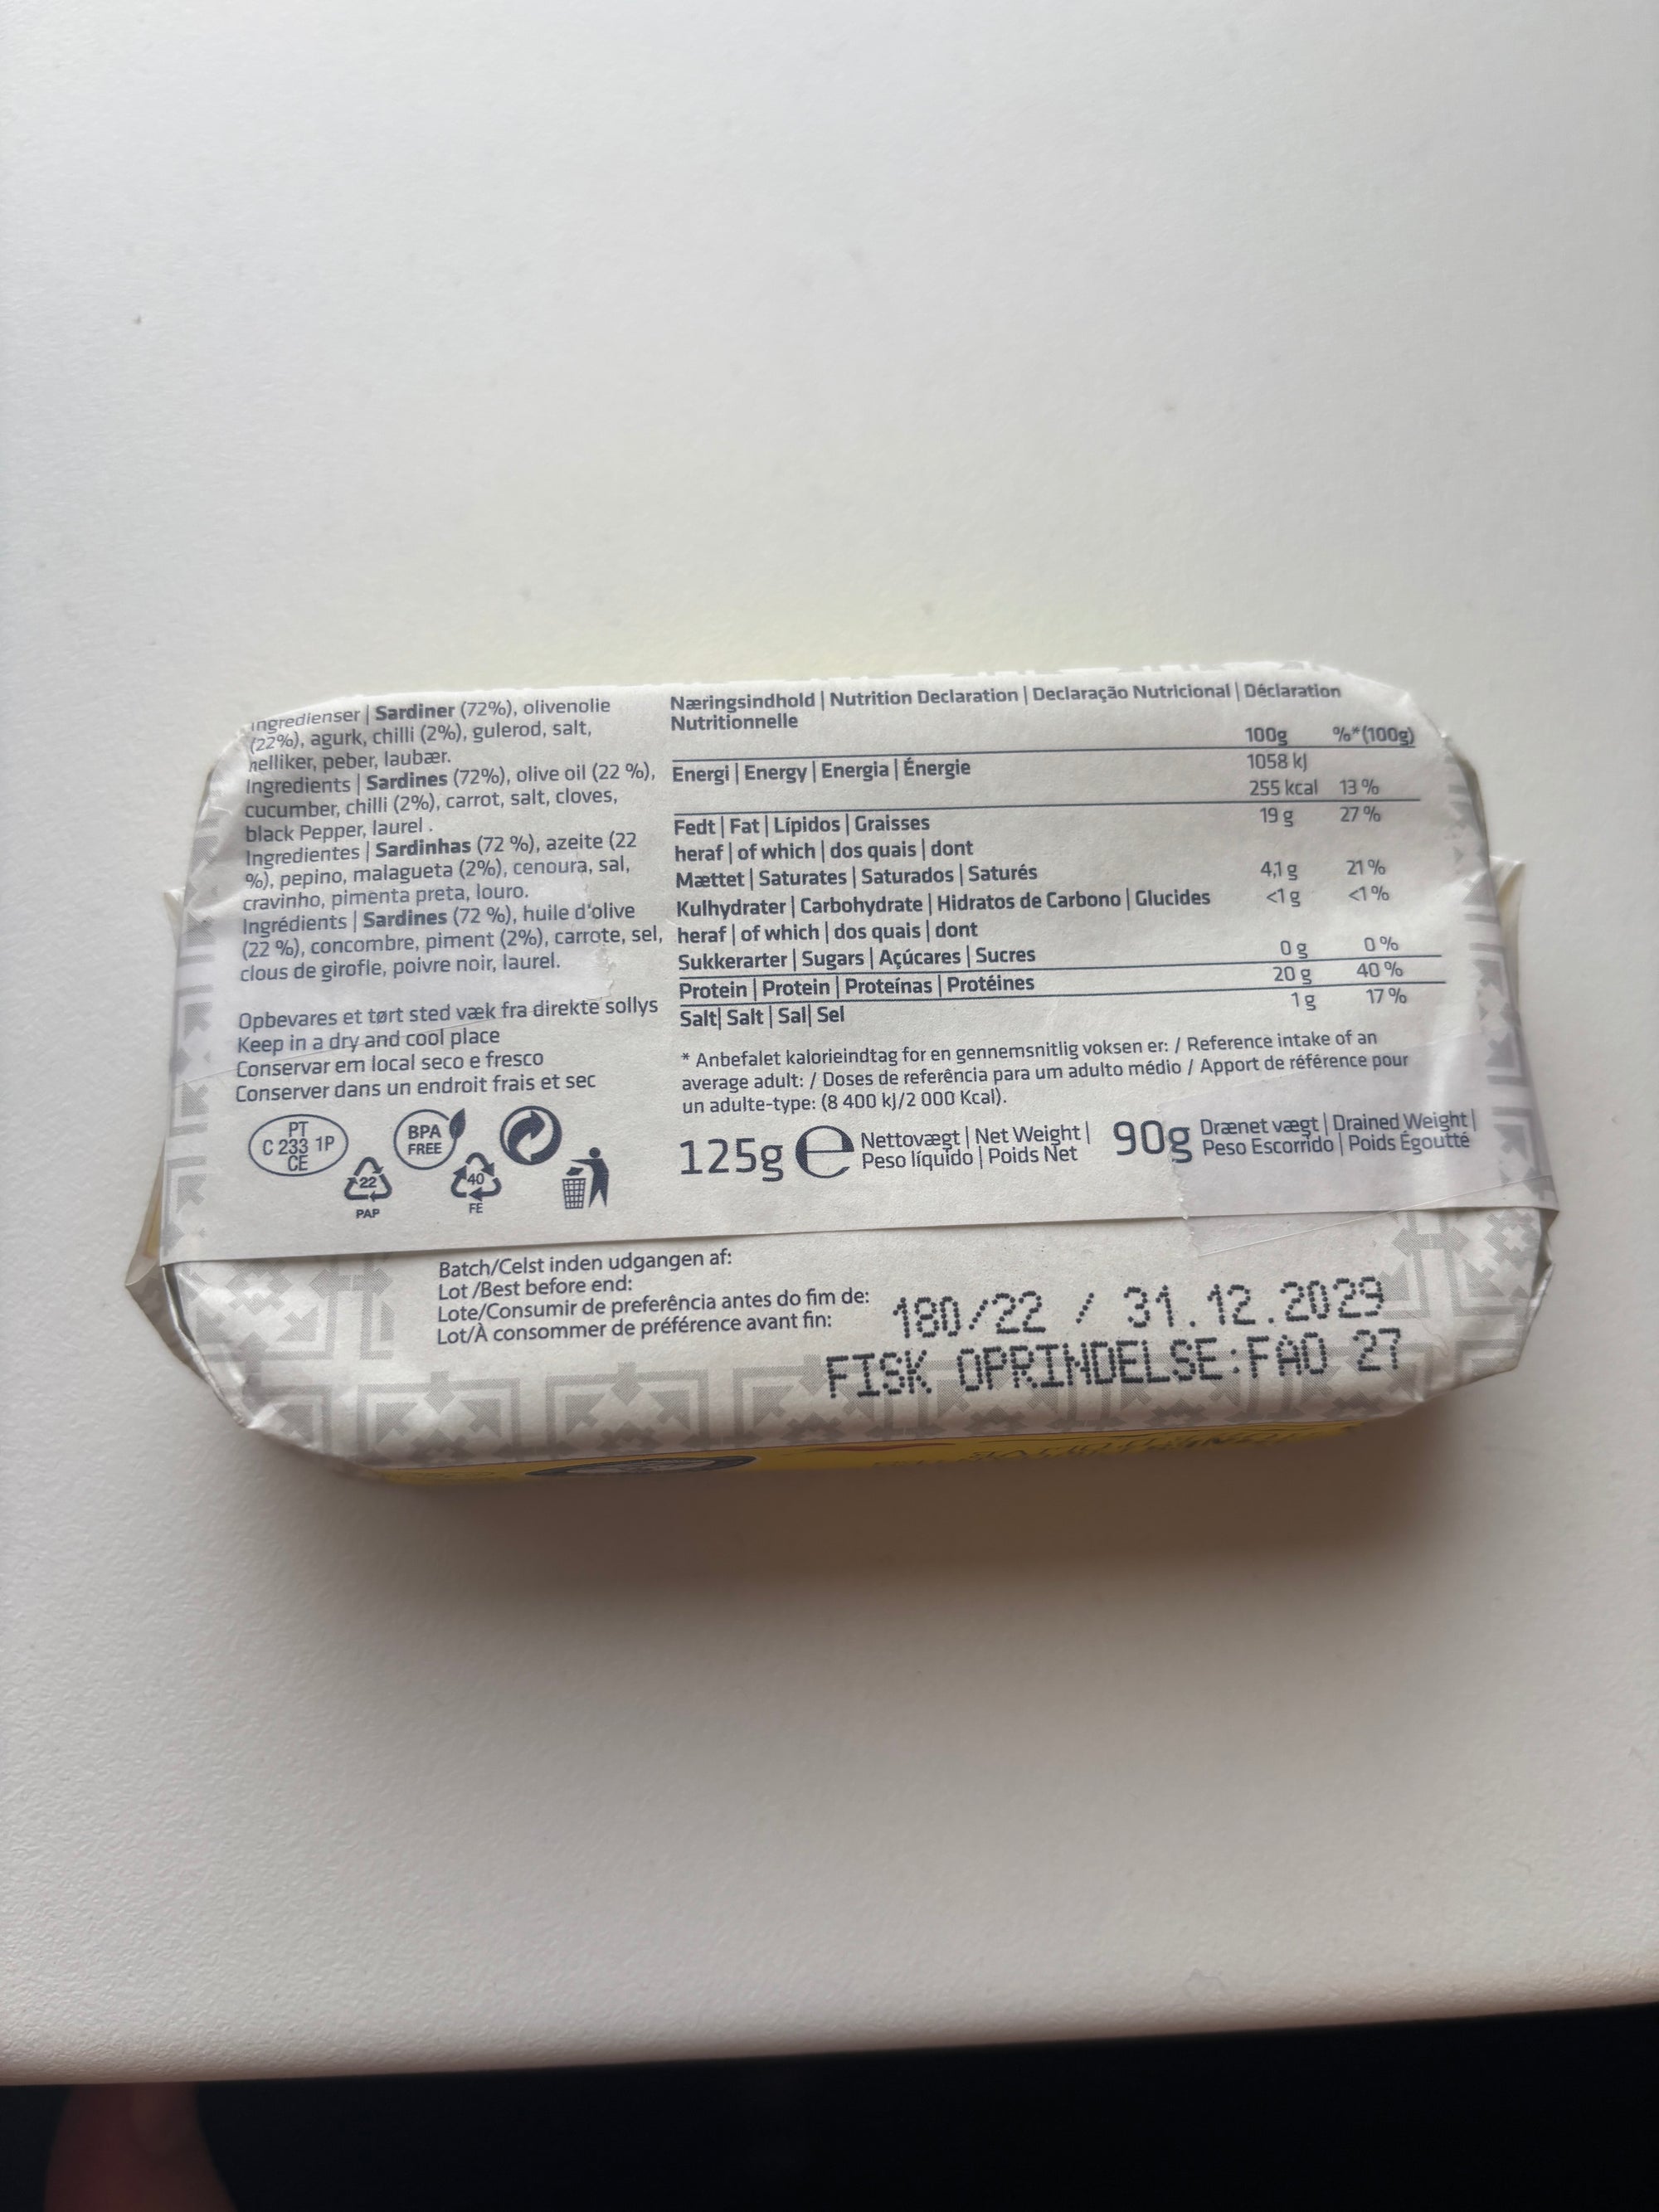 Ingredienser | Sardiner (72%), olivenolie
(22%), agurk, chilli (2%), gulerod, salt,
nelliker, peber, laubær.
Ingredients | Sardines (72%), olive oil (22 %),
cucumber, chilli (2%), carrot, salt, cloves,
black Pepper, laurel .
Ingredientes | Sardinhas (72 %), azeite (22
%), pepino, malagueta (2%), cenoura, sal,
cravinho, pimenta preta, louro.
Ingrédients | Sardines (72 %), huile d'olive
(22 %), concombre, piment (2%), carrote, sel,
clous de girofle, poivre noir, laurel.
Opbevares et tørt sted væk fra direkte sollys
Keep in a dry and cool place
Conservar em local seco e fresco
Conserver dans un endroit frais et sec
PT
C 233 1P
CE
BPA
FREE
22
PAP
40
FE
Næringsindhold | Nutrition Declaration | Declaração Nutricional | Déclaration
Nutritionnelle
100g %*(100g)
Energi | Energy | Energia | Énergie 1058 kJ
255 kcal 13 %
Fedt | Fat | Lípidos | Graisses 19 g 27 %
heraf | of which | dos quais | dont
Mættet | Saturates | Saturados | Saturés 4,1 g 21 %
Kulhydrater | Carbohydrate | Hidratos de Carbono | Glucides <1 g <1 %
heraf | of which | dos quais | dont
Sukkerarter | Sugars | Açúcares | Sucres 0 g 0 %
Protein | Protein | Proteínas | Protéines 20 g 40 %
Salt| Salt | Sal| Sel 1 g 17 %
* Anbefalet kalorieindtag for en gennemsnitlig voksen er: / Reference intake of an
average adult: / Doses de referência para um adulto médio / Apport de référence pour
un adulte-type: (8 400 kJ/2 000 Kcal).
125g e Nettovægt | Net Weight |
Peso líquido | Poids Net
90g Drænet vægt | Drained Weight |
Peso Escorrido | Poids Égoutté
Batch/Celst inden udgangen af:
Lot /Best before end:
Lote/Consumir de preferência antes do fim de:
Lot/À consommer de préférence avant fin:
180/22 / 31.12.2029
FISK OPRINDELSE:FAO 27